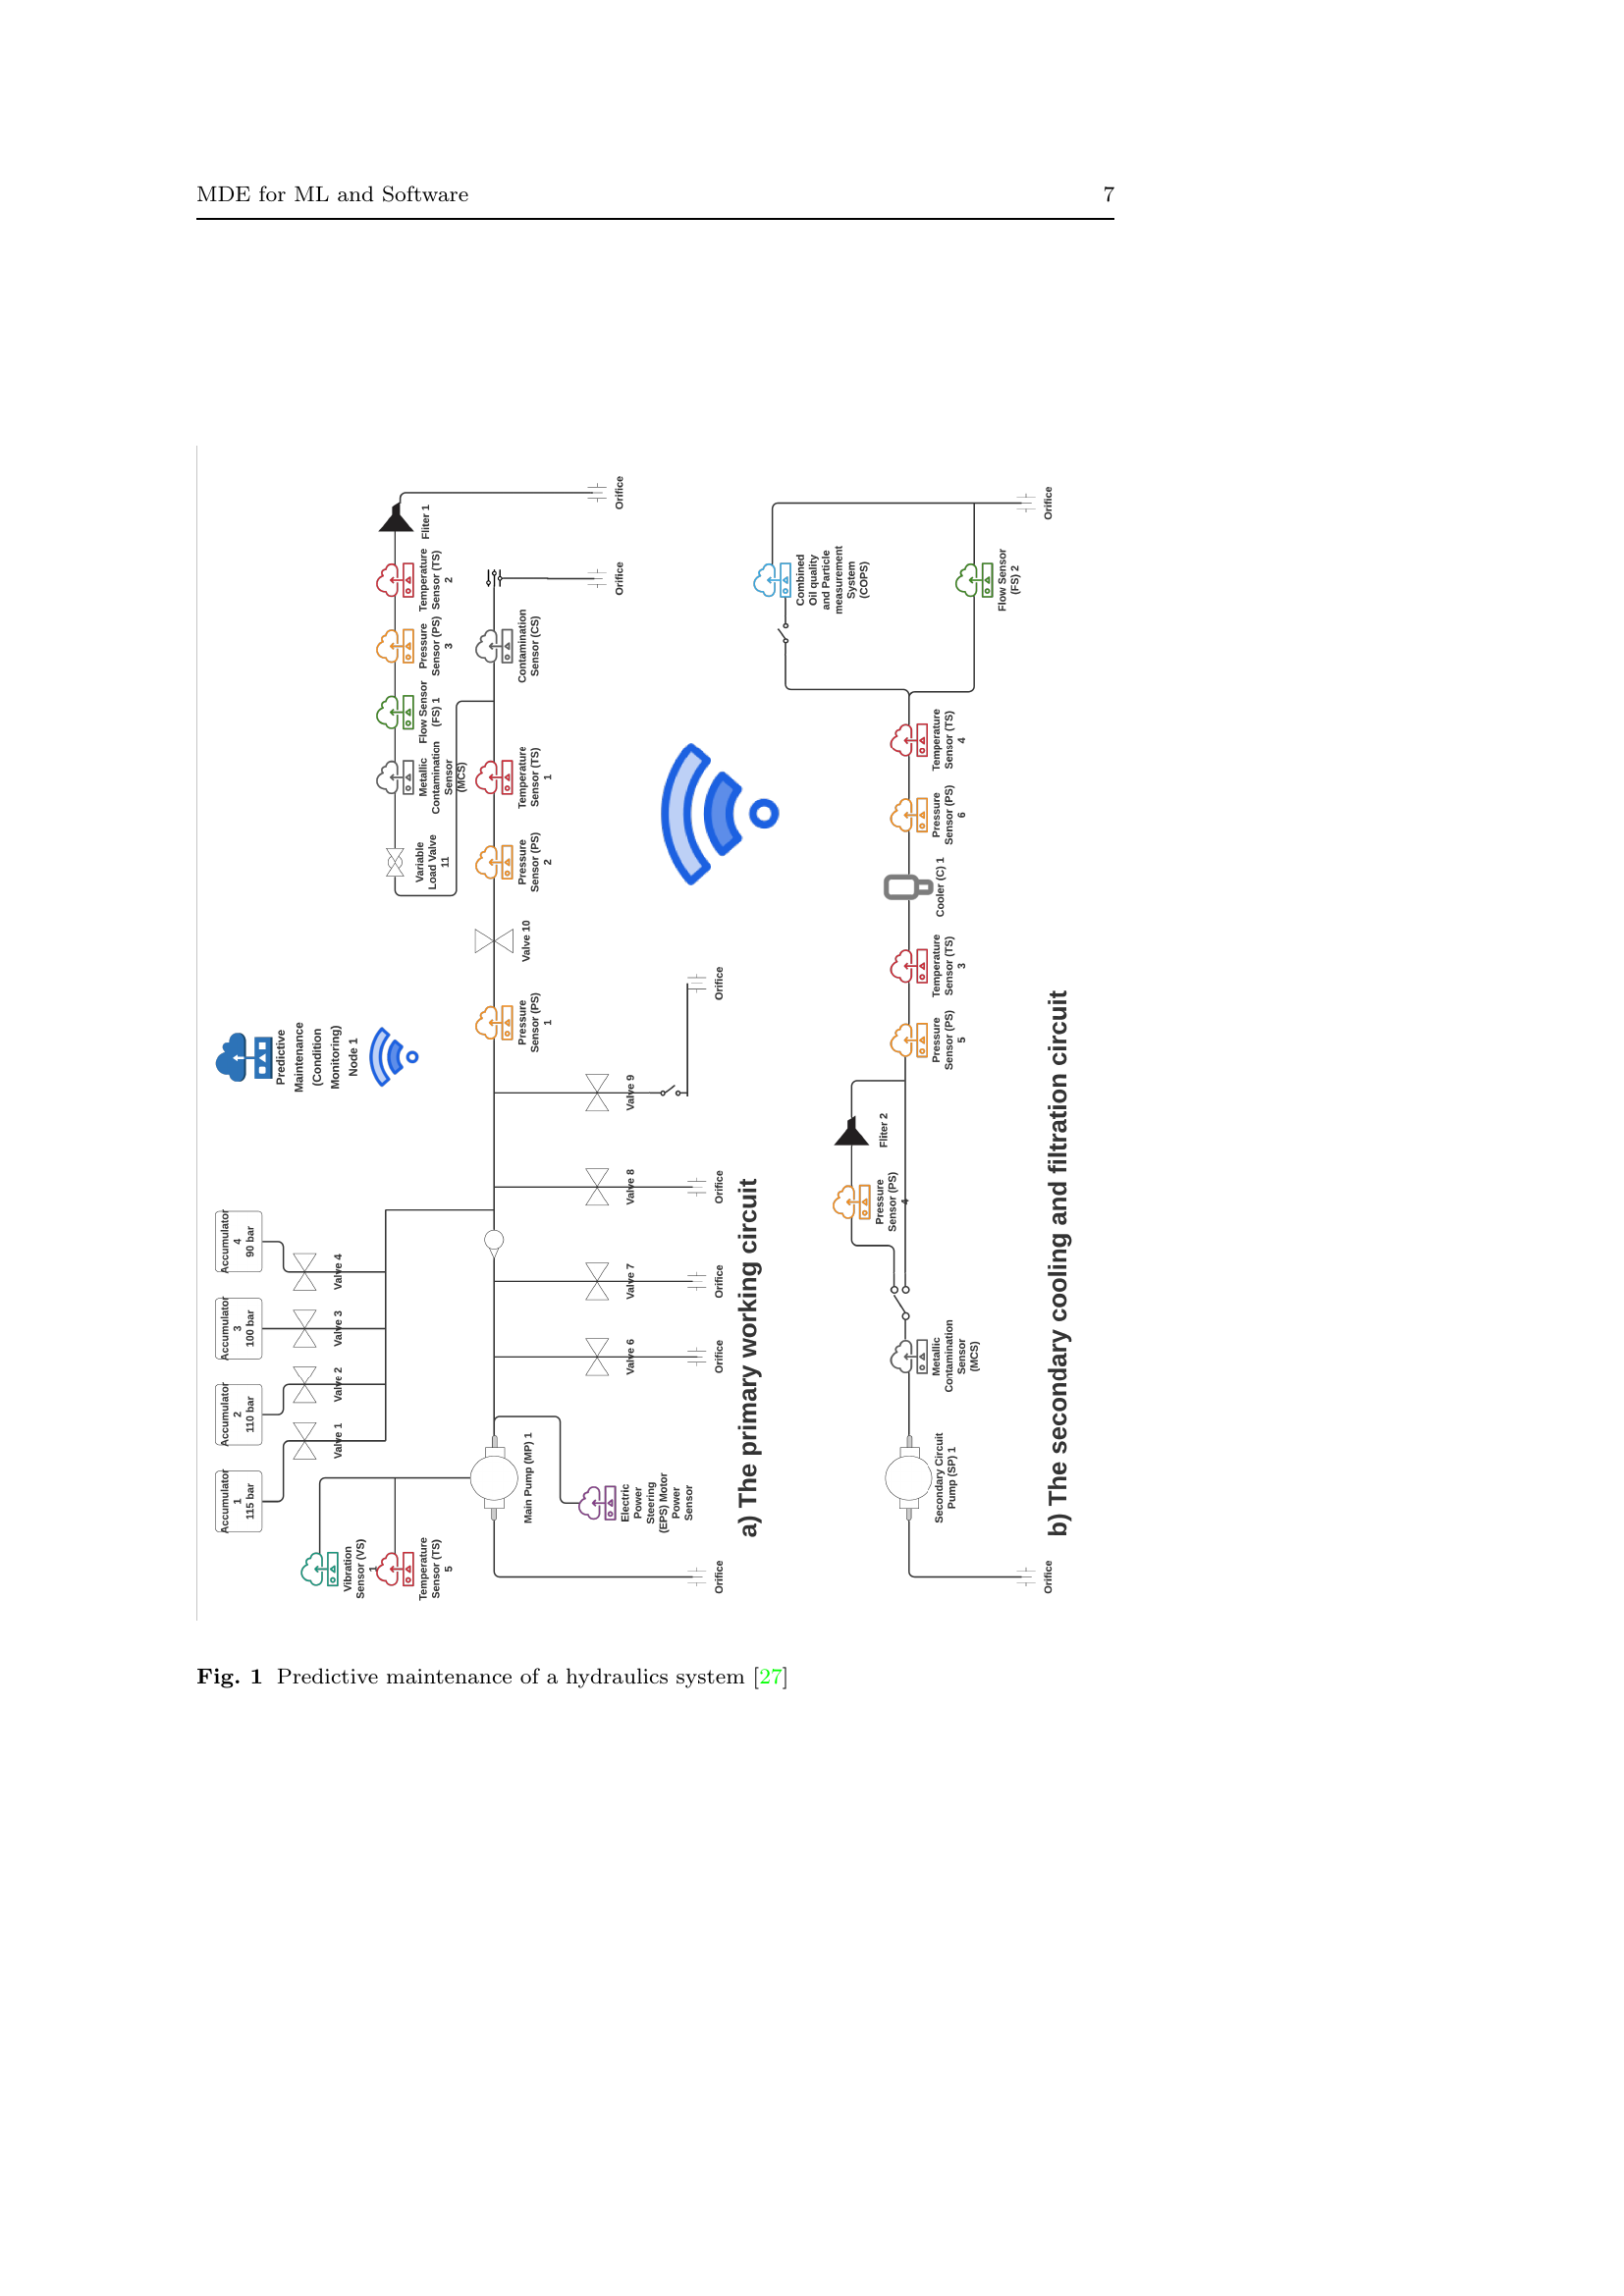 MDE for ML and Software
7
Accumulator
1
115 bar
Accumulator
2
110 bar
Accumulator
3
100 bar
Accumulator
4
90 bar
Valve 1
Valve 2
Valve 3
Valve 4
Predictive
Maintenance
(Condition
Monitoring)
Node 1
Vibration
Sensor (VS)
1
Temperature
Sensor (TS)
5
Variable
Load Valve
11
Metallic
Contamination
Sensor
(MCS)
Flow Sensor
(FS) 1
Pressure
Sensor (PS)
3
Temperature
Sensor (TS)
2
Fliter 1
Orifice
Main Pump (MP) 1
Pressure
Sensor (PS)
1
Valve 10
Pressure
Sensor (PS)
2
Temperature
Sensor (TS)
1
Contamination
Sensor (CS)
Orifice
Electric
Power
Steering
(EPS) Motor
Power
Sensor
Valve 6
Valve 7
Valve 8
Valve 9
Orifice
Orifice
Orifice
Orifice
Orifice
a) The primary working circuit
Combined
Oil quality
and Particle
measurement
System
(COPS)
Pressure
Sensor (PS)
4
Fliter 2
Secondary Circuit
Pump (SP) 1
Metallic
Contamination
Sensor
(MCS)
Pressure
Sensor (PS)
5
Temperature
Sensor (TS)
3
Cooler (C) 1
Pressure
Sensor (PS)
6
Temperature
Sensor (TS)
4
Flow Sensor
(FS) 2
Orifice
Orifice
b) The secondary cooling and filtration circuit
Fig. 1 Predictive maintenance of a hydraulics system [27]